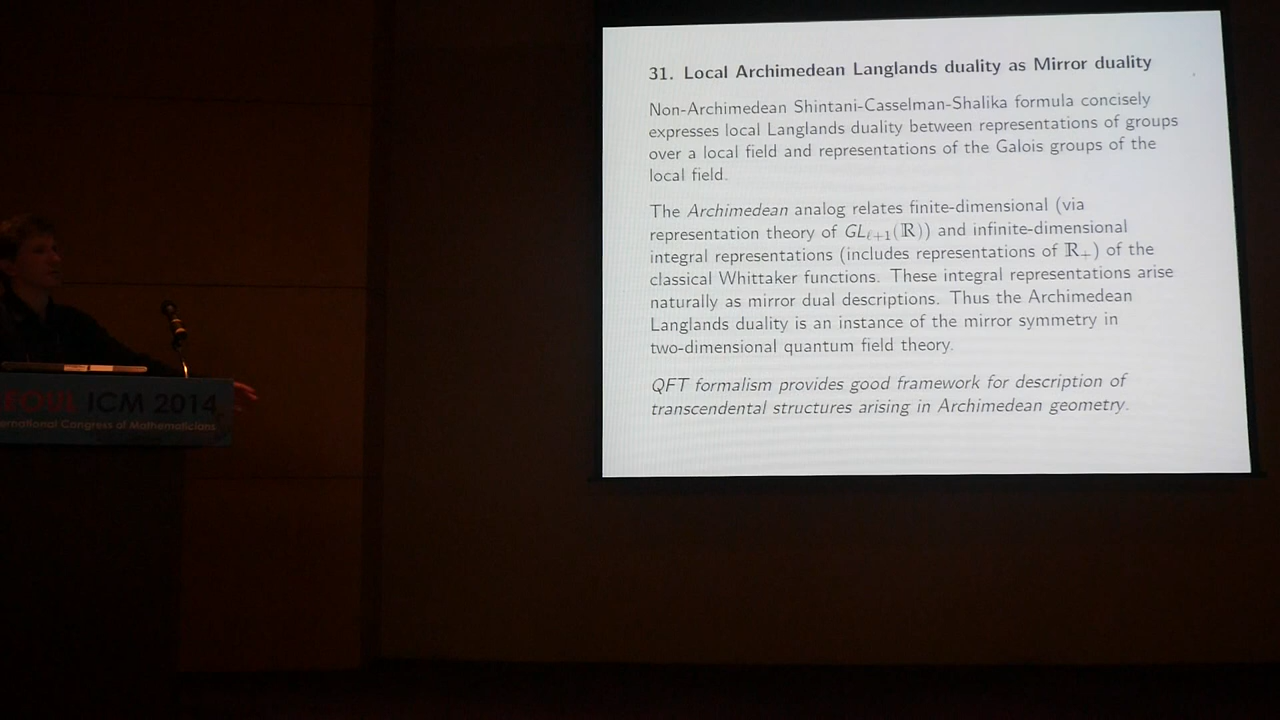 31. Local Archimedean Langlands duality as Mirror duality
Non-Archimedean Shintani-Casselman-Shalika formula concisely
expresses local Langlands duality between representations of groups
over a local field and representations of the Galois groups of the
local field.
The Archimedean analog relates finite-dimensional (via
representation theory of GLℓ+1(ℝ)) and infinite-dimensional
integral representations (includes representations of ℝ+) of the
classical Whittaker functions. These integral representations arise
naturally as mirror dual descriptions. Thus the Archimedean
Langlands duality is an instance of the mirror symmetry in
two-dimensional quantum field theory.
QFT formalism provides good framework for description of
transcendental structures arising in Archimedean geometry.
EOUL ICM 2014
ernational Congress of Mathematicians